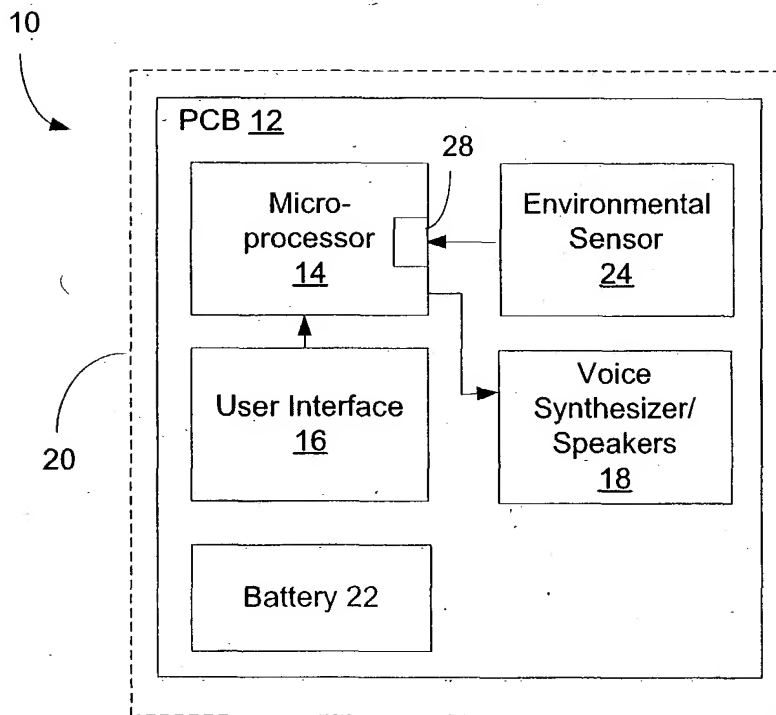 10
PCB 12
28
Micro-
processor
14
Environmental
Sensor
24
User Interface
16
Voice
Synthesizer/
Speakers
18
20
Battery 22